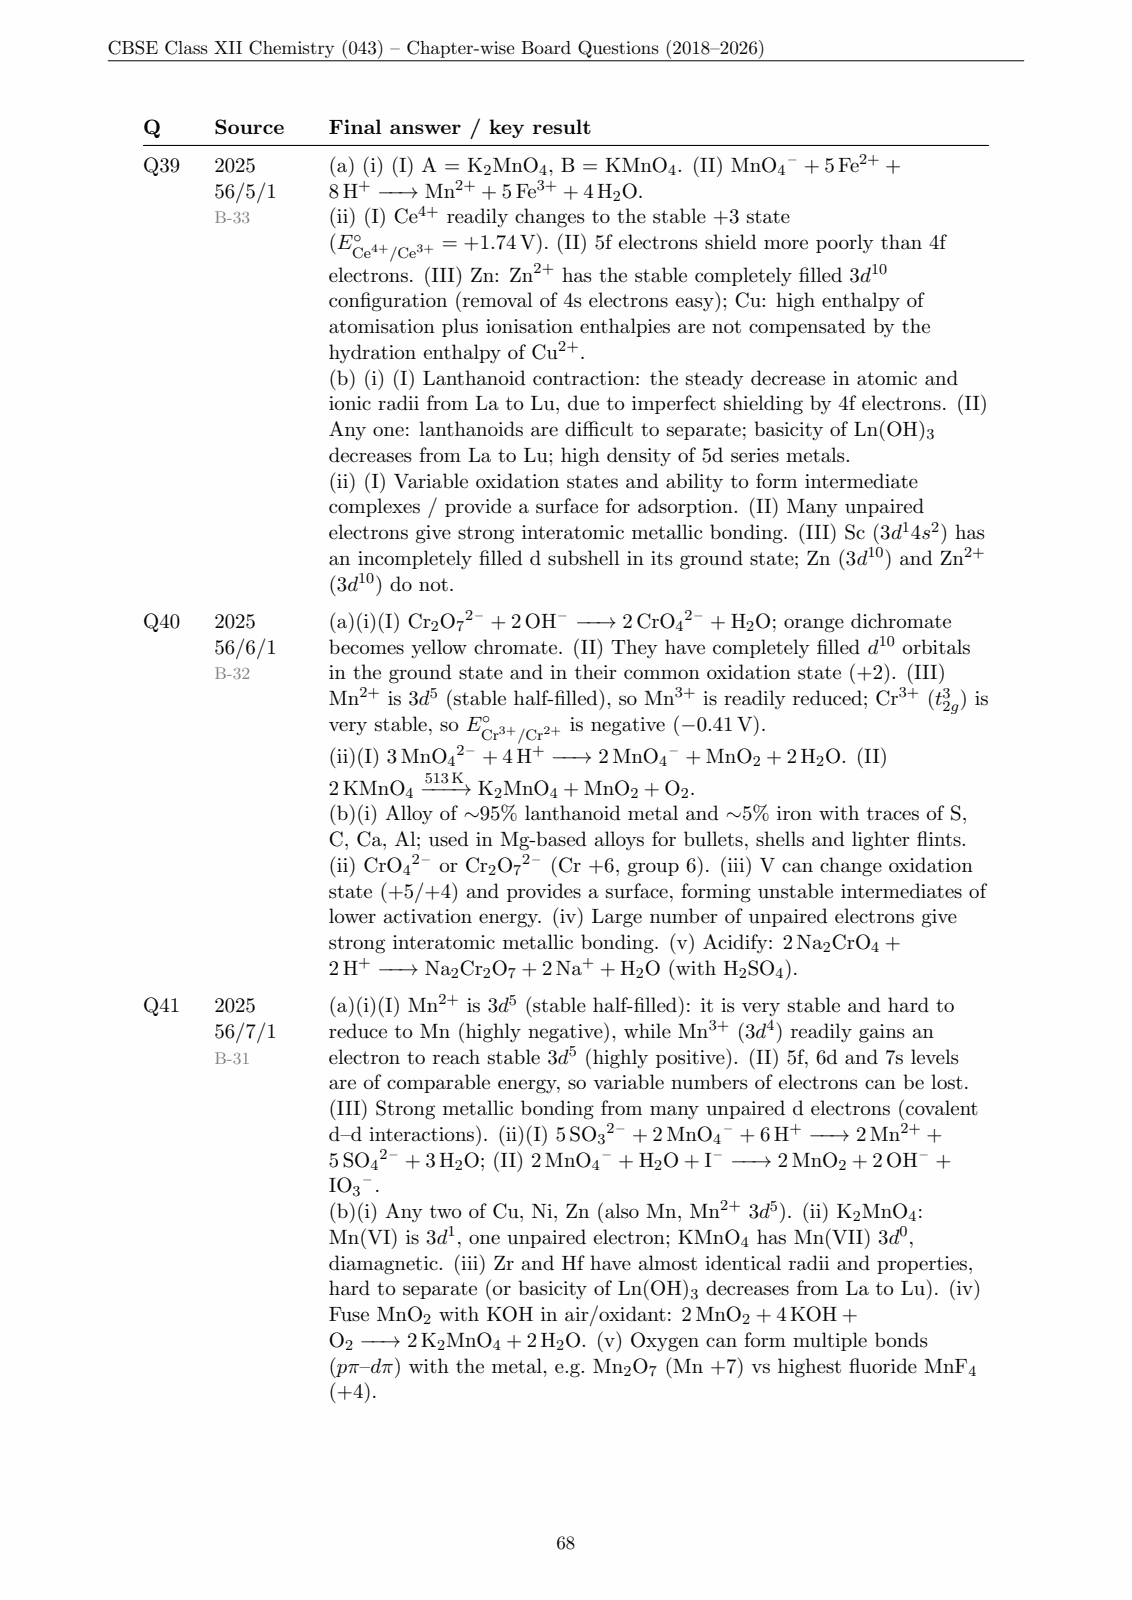 CBSE Class XII Chemistry (043) – Chapter-wise Board Questions (2018–2026)
Q Source Final answer / key result
Q39 2025 (a) (i) (I) A = K₂MnO₄, B = KMnO₄. (II) MnO₄⁻ + 5 Fe²⁺ +
56/5/1 8 H⁺ ⟶ Mn²⁺ + 5 Fe³⁺ + 4 H₂O.
B-33 (ii) (I) Ce⁴⁺ readily changes to the stable +3 state
(E°Ce⁴⁺/Ce³⁺ = +1.74 V). (II) 5f electrons shield more poorly than 4f
electrons. (III) Zn: Zn²⁺ has the stable completely filled 3d¹⁰
configuration (removal of 4s electrons easy); Cu: high enthalpy of
atomisation plus ionisation enthalpies are not compensated by the
hydration enthalpy of Cu²⁺.
(b) (i) (I) Lanthanoid contraction: the steady decrease in atomic and
ionic radii from La to Lu, due to imperfect shielding by 4f electrons. (II)
Any one: lanthanoids are difficult to separate; basicity of Ln(OH)₃
decreases from La to Lu; high density of 5d series metals.
(ii) (I) Variable oxidation states and ability to form intermediate
complexes / provide a surface for adsorption. (II) Many unpaired
electrons give strong interatomic metallic bonding. (III) Sc (3d¹4s²) has
an incompletely filled d subshell in its ground state; Zn (3d¹⁰) and Zn²⁺
(3d¹⁰) do not.
Q40 2025 (a)(i)(I) Cr₂O₇²⁻ + 2 OH⁻ ⟶ 2 CrO₄²⁻ + H₂O; orange dichromate
56/6/1 becomes yellow chromate. (II) They have completely filled d¹⁰ orbitals
B-32 in the ground state and in their common oxidation state (+2). (III)
Mn²⁺ is 3d⁵ (stable half-filled), so Mn³⁺ is readily reduced; Cr³⁺ (t³₂g) is
very stable, so E°Cr³⁺/Cr²⁺ is negative (−0.41 V).
(ii)(I) 3 MnO₄²⁻ + 4 H⁺ ⟶ 2 MnO₄⁻ + MnO₂ + 2 H₂O. (II)
2 KMnO₄ —513 K→ K₂MnO₄ + MnO₂ + O₂.
(b)(i) Alloy of ∼95% lanthanoid metal and ∼5% iron with traces of S,
C, Ca, Al; used in Mg-based alloys for bullets, shells and lighter flints.
(ii) CrO₄²⁻ or Cr₂O₇²⁻ (Cr +6, group 6). (iii) V can change oxidation
state (+5/+4) and provides a surface, forming unstable intermediates of
lower activation energy. (iv) Large number of unpaired electrons give
strong interatomic metallic bonding. (v) Acidify: 2 Na₂CrO₄ +
2 H⁺ ⟶ Na₂Cr₂O₇ + 2 Na⁺ + H₂O (with H₂SO₄).
Q41 2025 (a)(i)(I) Mn²⁺ is 3d⁵ (stable half-filled): it is very stable and hard to
56/7/1 reduce to Mn (highly negative), while Mn³⁺ (3d⁴) readily gains an
B-31 electron to reach stable 3d⁵ (highly positive). (II) 5f, 6d and 7s levels
are of comparable energy, so variable numbers of electrons can be lost.
(III) Strong metallic bonding from many unpaired d electrons (covalent
d–d interactions). (ii)(I) 5 SO₃²⁻ + 2 MnO₄⁻ + 6 H⁺ ⟶ 2 Mn²⁺ +
5 SO₄²⁻ + 3 H₂O; (II) 2 MnO₄⁻ + H₂O + I⁻ ⟶ 2 MnO₂ + 2 OH⁻ +
IO₃⁻.
(b)(i) Any two of Cu, Ni, Zn (also Mn, Mn²⁺ 3d⁵). (ii) K₂MnO₄:
Mn(VI) is 3d¹, one unpaired electron; KMnO₄ has Mn(VII) 3d⁰,
diamagnetic. (iii) Zr and Hf have almost identical radii and properties,
hard to separate (or basicity of Ln(OH)₃ decreases from La to Lu). (iv)
Fuse MnO₂ with KOH in air/oxidant: 2 MnO₂ + 4 KOH +
O₂ ⟶ 2 K₂MnO₄ + 2 H₂O. (v) Oxygen can form multiple bonds
(pπ–dπ) with the metal, e.g. Mn₂O₇ (Mn +7) vs highest fluoride MnF₄
(+4).
68